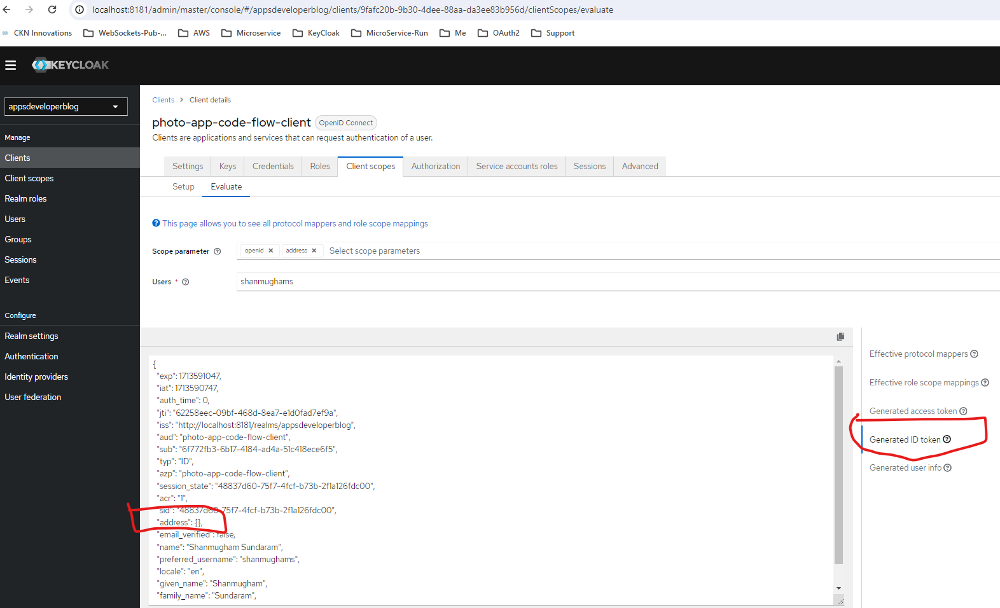 localhost:8181/admin/master/console/#/appsdeveloperblog/clients/9fafc20b-9b30-4dee-88aa-da3ee83b956d/clientScopes/evaluate
CKN Innovations WebSockets-Pub-... AWS Microservice KeyCloak MicroService-Run Me OAuth2 Support
KEYCLOAK
appsdeveloperblog
Manage
Clients
Client scopes
Realm roles
Users
Groups
Sessions
Events
Configure
Realm settings
Authentication
Identity providers
User federation
Clients > Client details
photo-app-code-flow-client OpenID Connect
Clients are applications and services that can request authentication of a user.
Settings Keys Credentials Roles Client scopes Authorization Service accounts roles Sessions Advanced
Setup Evaluate
This page allows you to see all protocol mappers and role scope mappings
Scope parameter openid address Select scope parameters
Users * shanmughams
{
"exp": 1713591047,
"iat": 1713590747,
"auth_time": 0,
"jti": "62258eec-09bf-468d-8ea7-e1d0fad7ef9a",
"iss": "http://localhost:8181/realms/appsdeveloperblog",
"aud": "photo-app-code-flow-client",
"sub": "6f772fb3-6b17-4184-ad4a-51c418ece6f5",
"typ": "ID",
"azp": "photo-app-code-flow-client",
"session_state": "48837d60-75f7-4fcf-b73b-2f1a126fdc00",
"acr": "1",
"sid": "48837d60-75f7-4fcf-b73b-2f1a126fdc00",
"address": {},
"email_verified": false,
"name": "Shanmugham Sundaram",
"preferred_username": "shanmughams",
"locale": "en",
"given_name": "Shanmugham",
"family_name": "Sundaram",
Effective protocol mappers
Effective role scope mappings
Generated access token
Generated ID token
Generated user info